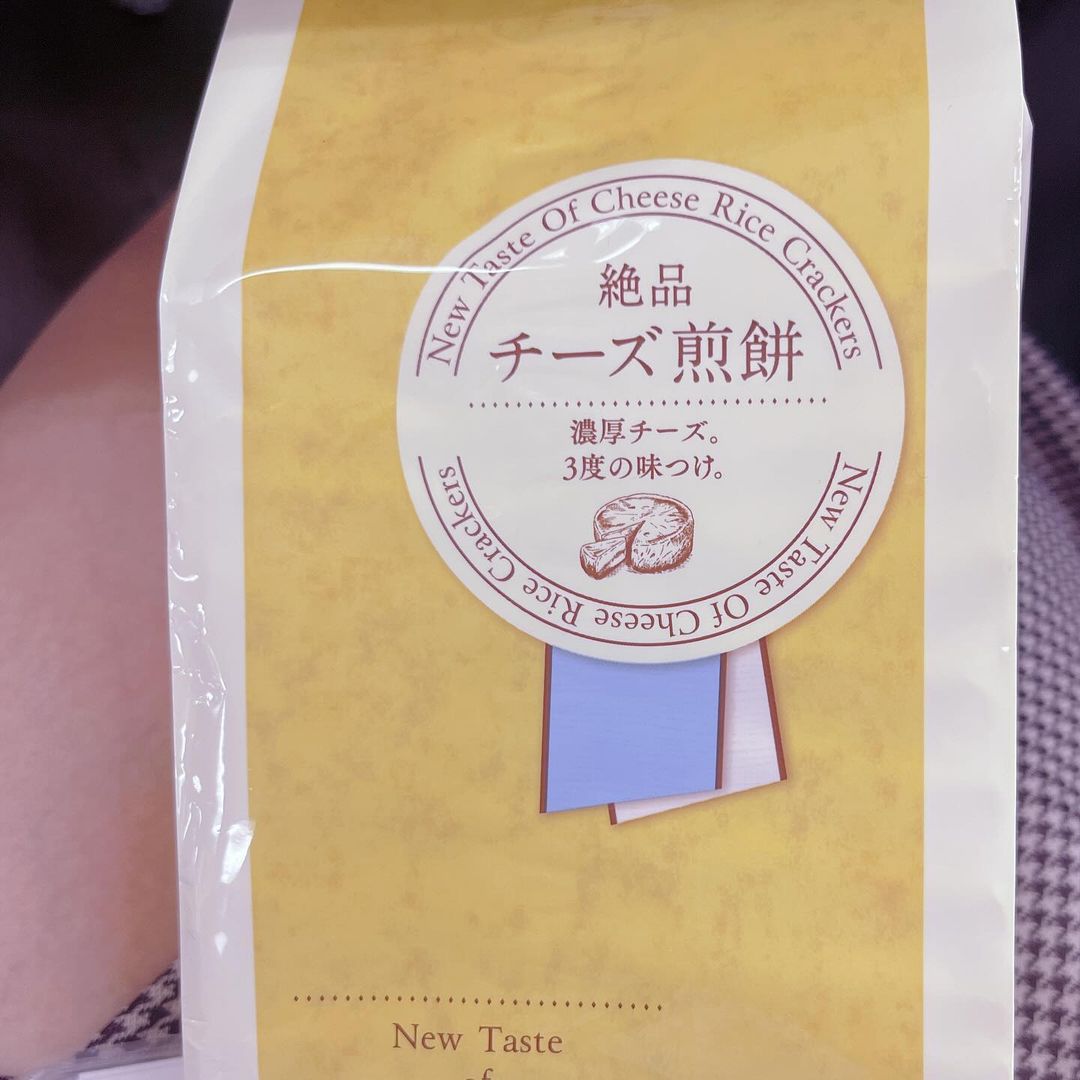 New Taste Of Cheese Rice Crackers
絶品
チーズ煎餅
濃厚チーズ。
3度の味つけ。
New Taste Of Cheese Rice Crackers
New Taste
of